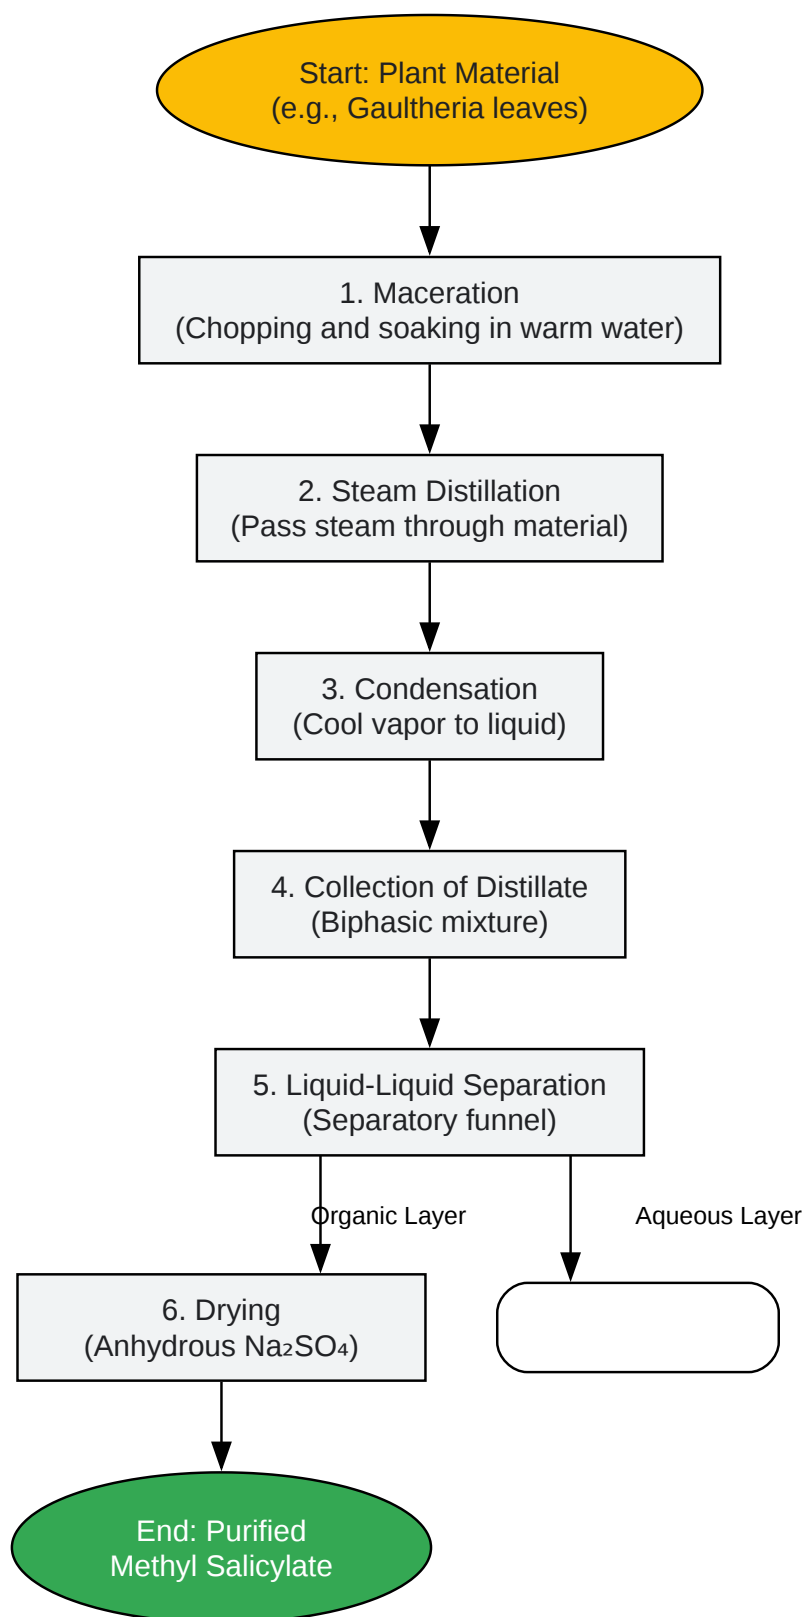 Start: Plant Material
(e.g., Gaultheria leaves)
1. Maceration
(Chopping and soaking in warm water)
2. Steam Distillation
(Pass steam through material)
3. Condensation
(Cool vapor to liquid)
4. Collection of Distillate
(Biphasic mixture)
5. Liquid-Liquid Separation
(Separatory funnel)
Organic Layer
Aqueous Layer
6. Drying
(Anhydrous Na₂SO₄)
End: Purified
Methyl Salicylate